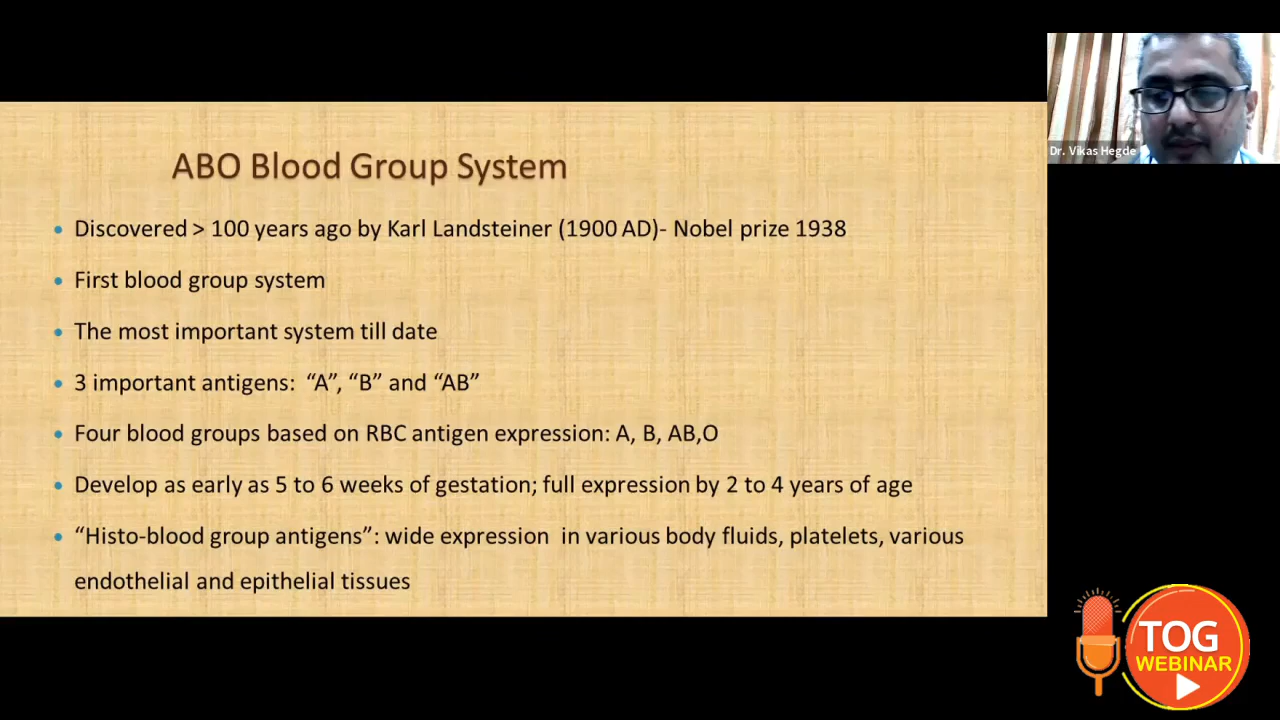 ABO Blood Group System
• Discovered > 100 years ago by Karl Landsteiner (1900 AD)- Nobel prize 1938
• First blood group system
• The most important system till date
• 3 important antigens:  “A”, “B” and “AB”
• Four blood groups based on RBC antigen expression: A, B, AB,O
• Develop as early as 5 to 6 weeks of gestation; full expression by 2 to 4 years of age
• “Histo-blood group antigens”: wide expression  in various body fluids, platelets, various
endothelial and epithelial tissues
Dr. Vikas Hegde
TOG
WEBINAR